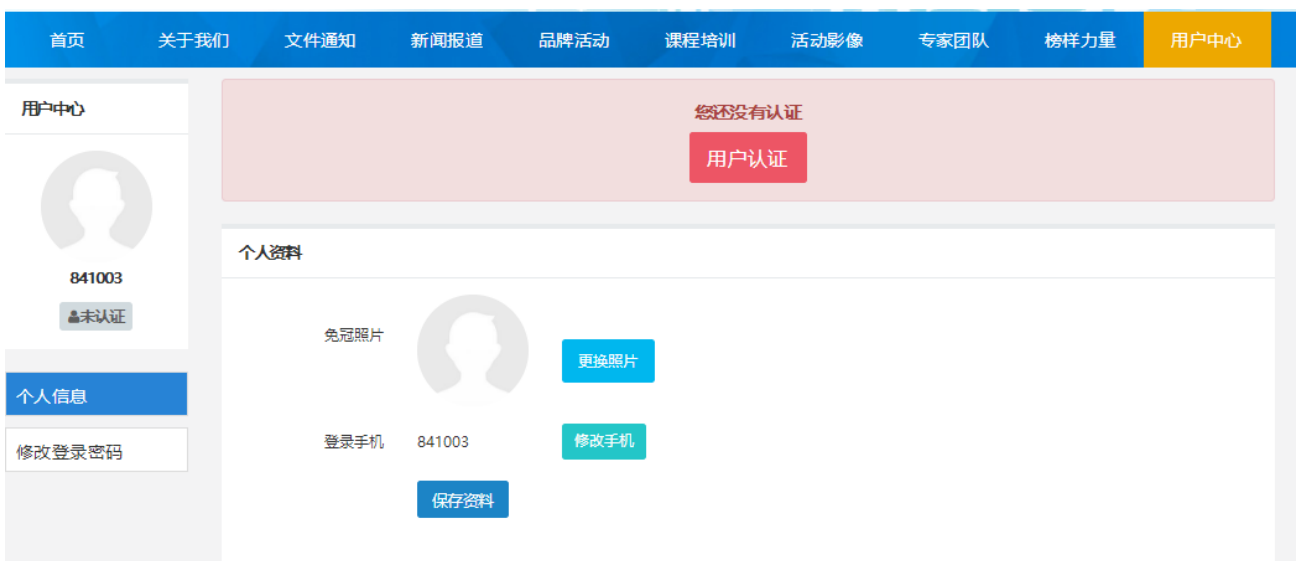 首页 关于我们 文件通知 新闻报道 品牌活动 课程培训 活动影像 专家团队 榜样力量 用户中心
用户中心
841003
未认证
个人信息
修改登录密码
您还没有认证
用户认证
个人资料
免冠照片
更换照片
登录手机 841003 修改手机
保存资料